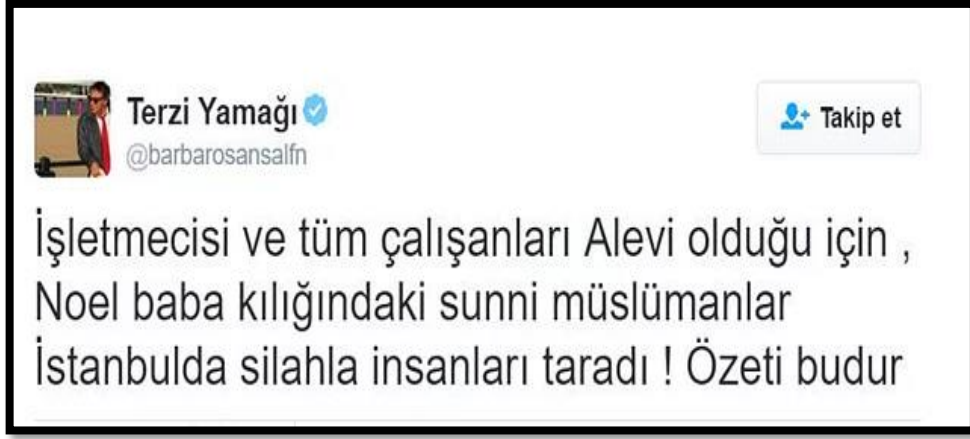 Terzi Yamağı
@barbarosansalfn
Takip et
İşletmecisi ve tüm çalışanları Alevi olduğu için ,
Noel baba kılığındaki sunni müslümanlar
İstanbulda silahla insanları taradı ! Özeti budur